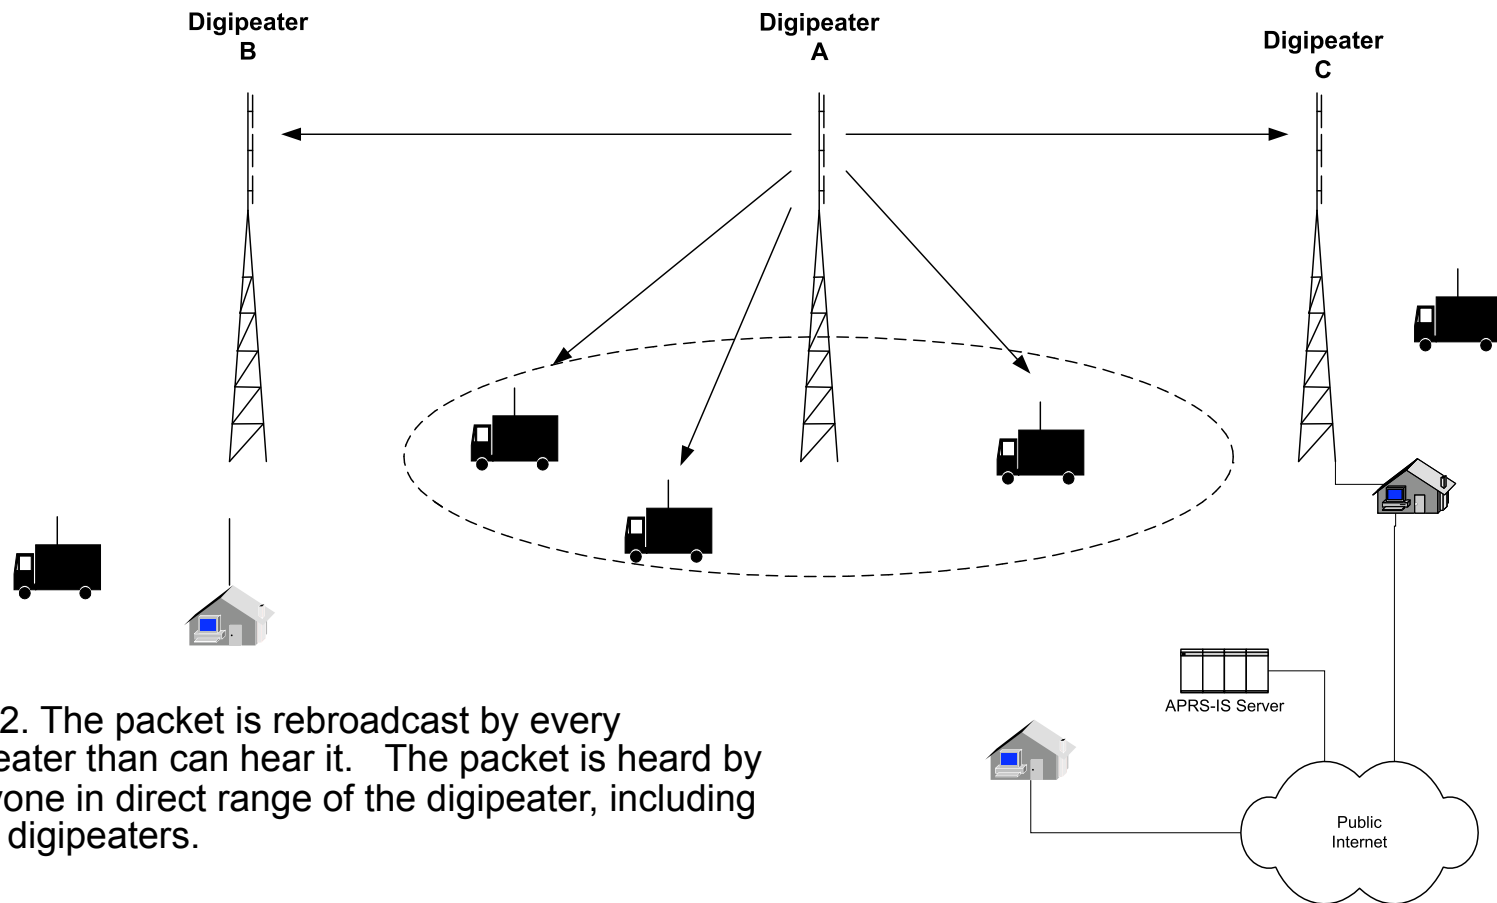 Digipeater
B
Digipeater
A
Digipeater
C
APRS-IS Server
Public
Internet
2. The packet is rebroadcast by every
eater than can hear it. The packet is heard by
yone in direct range of the digipeater, including
digipeaters.